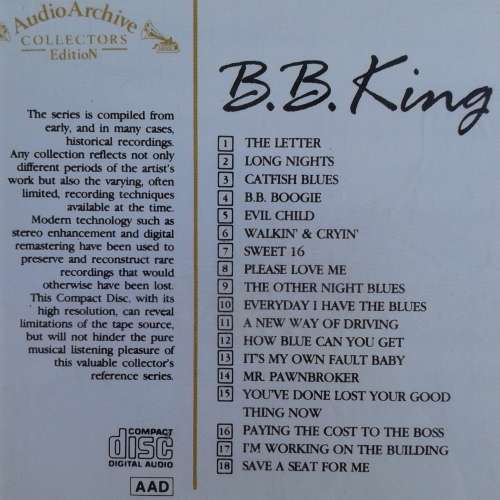 Audio Archive
COLLECTORS
EditioN
B.B. King
The series is compiled from
early, and in many cases,
historical recordings.
Any collection reflects not only
different periods of the artist's
work but also the varying, often
limited, recording techniques
available at the time.
Modern technology such as
stereo enhancement and digital
remastering have been used to
preserve and reconstruct rare
recordings that would
otherwise have been lost.
This Compact Disc, with its
high resolution, can reveal
limitations of the tape source,
but will not hinder the pure
musical listening pleasure of
this valuable collector's
reference series.
COMPACT
disc
DIGITAL AUDIO
AAD
1 THE LETTER
2 LONG NIGHTS
3 CATFISH BLUES
4 B.B. BOOGIE
5 EVIL CHILD
6 WALKIN' & CRYIN'
7 SWEET 16
8 PLEASE LOVE ME
9 THE OTHER NIGHT BLUES
10 EVERYDAY I HAVE THE BLUES
11 A NEW WAY OF DRIVING
12 HOW BLUE CAN YOU GET
13 IT'S MY OWN FAULT BABY
14 MR. PAWNBROKER
15 YOU'VE DONE LOST YOUR GOOD
THING NOW
16 PAYING THE COST TO THE BOSS
17 I'M WORKING ON THE BUILDING
18 SAVE A SEAT FOR ME